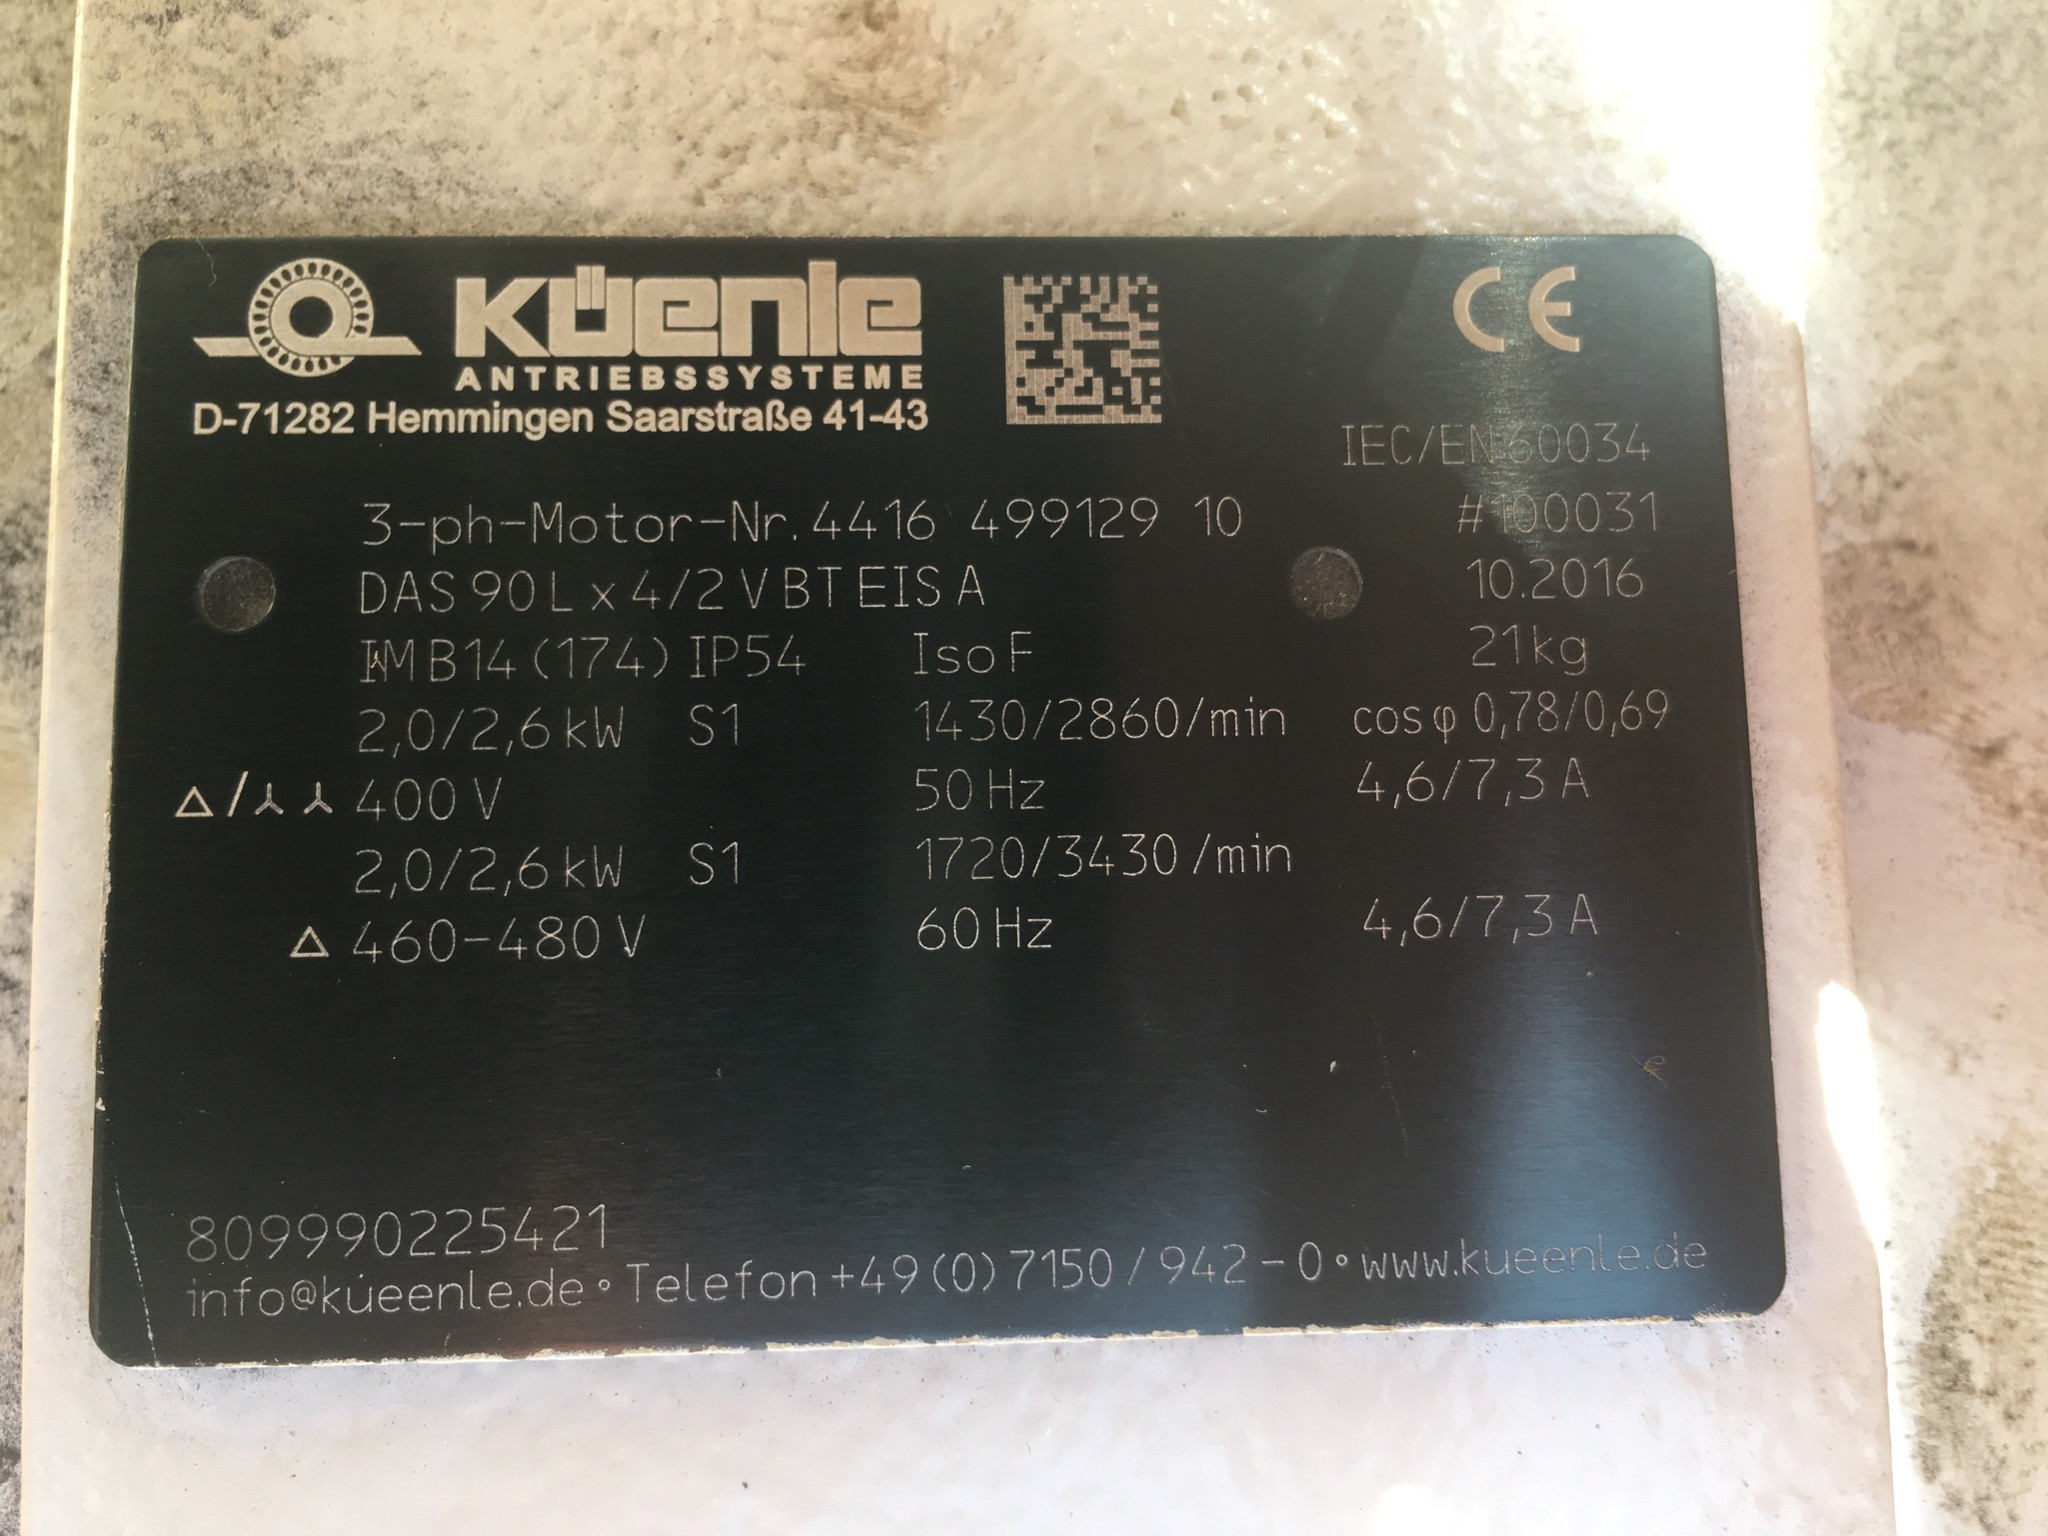 Küenle
ANTRIEBSSYSTEME
D-71282 Hemmingen Saarstraße 41-43
CE
IEC/EN 60034
3-ph-Motor-Nr. 4416 499129 10 #100031
DAS 90 L x 4/2 V BT EIS A 10.2016
IM B14 (174) IP54 Iso F 21 kg
2,0/2,6 kW S1 1430/2860/min cos φ 0,78/0,69
△/⅄ ⅄ 400 V 50 Hz 4,6/7,3 A
2,0/2,6 kW S1 1720/3430/min
△ 460-480 V 60 Hz 4,6/7,3 A
809990225421
info@küeenle.de • Telefon +49 (0) 7150 / 942 - 0 • www.kueenle.de